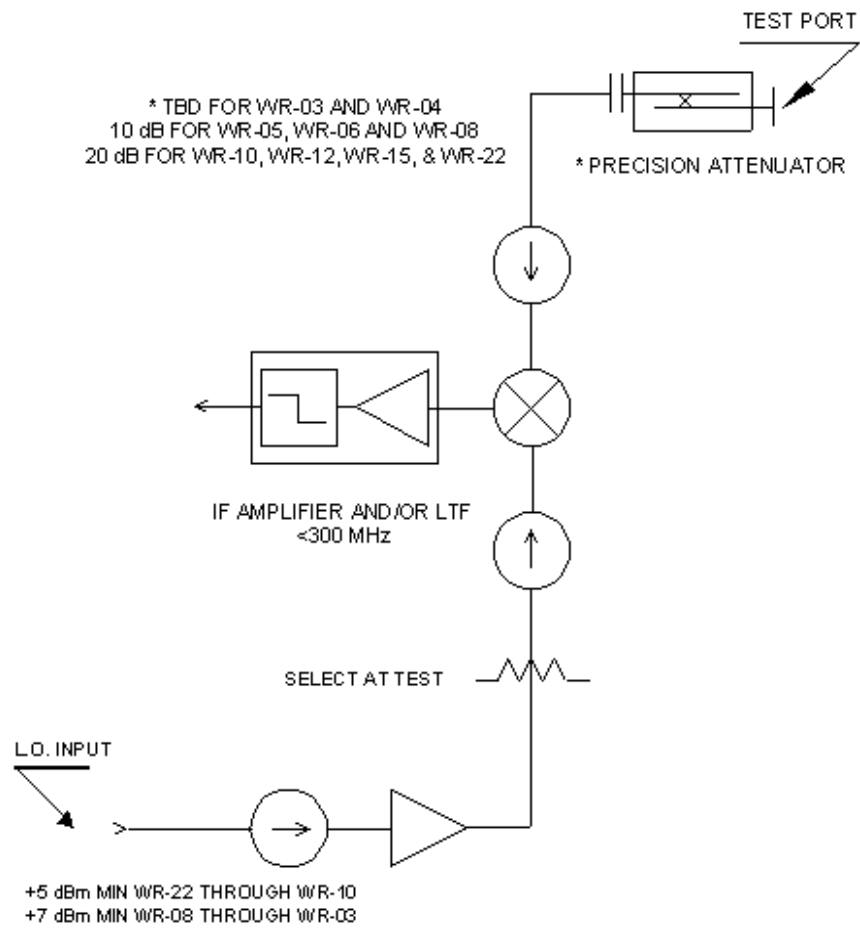 TEST PORT
* TBD FOR WR-03 AND WR-04
10 dB FOR WR-05, WR-06 AND WR-08
20 dB FOR WR-10, WR-12, WR-15, & WR-22
* PRECISION ATTENUATOR
IF AMPLIFIER AND/OR LTF
<300 MHz
SELECT AT TEST
L.O. INPUT
+5 dBm MIN WR-22 THROUGH WR-10
+7 dBm MIN WR-08 THROUGH WR-03